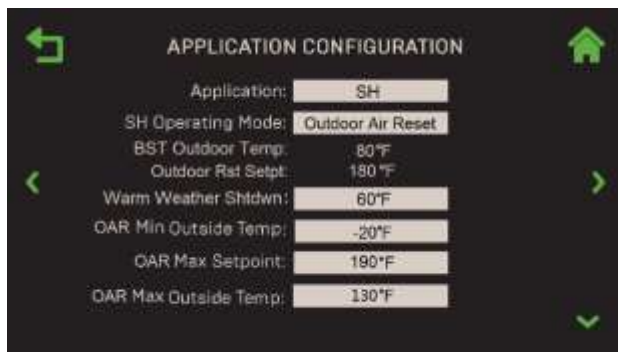 APPLICATION CONFIGURATION
Application: SH
SH Operating Mode: Outdoor Air Reset
BST Outdoor Temp: 80°F
Outdoor Rst Setpt: 180 °F
Warm Weather Shtdwn: 60°F
OAR Min Outside Temp: -20°F
OAR Max Setpoint: 190°F
OAR Max Outside Temp: 130°F